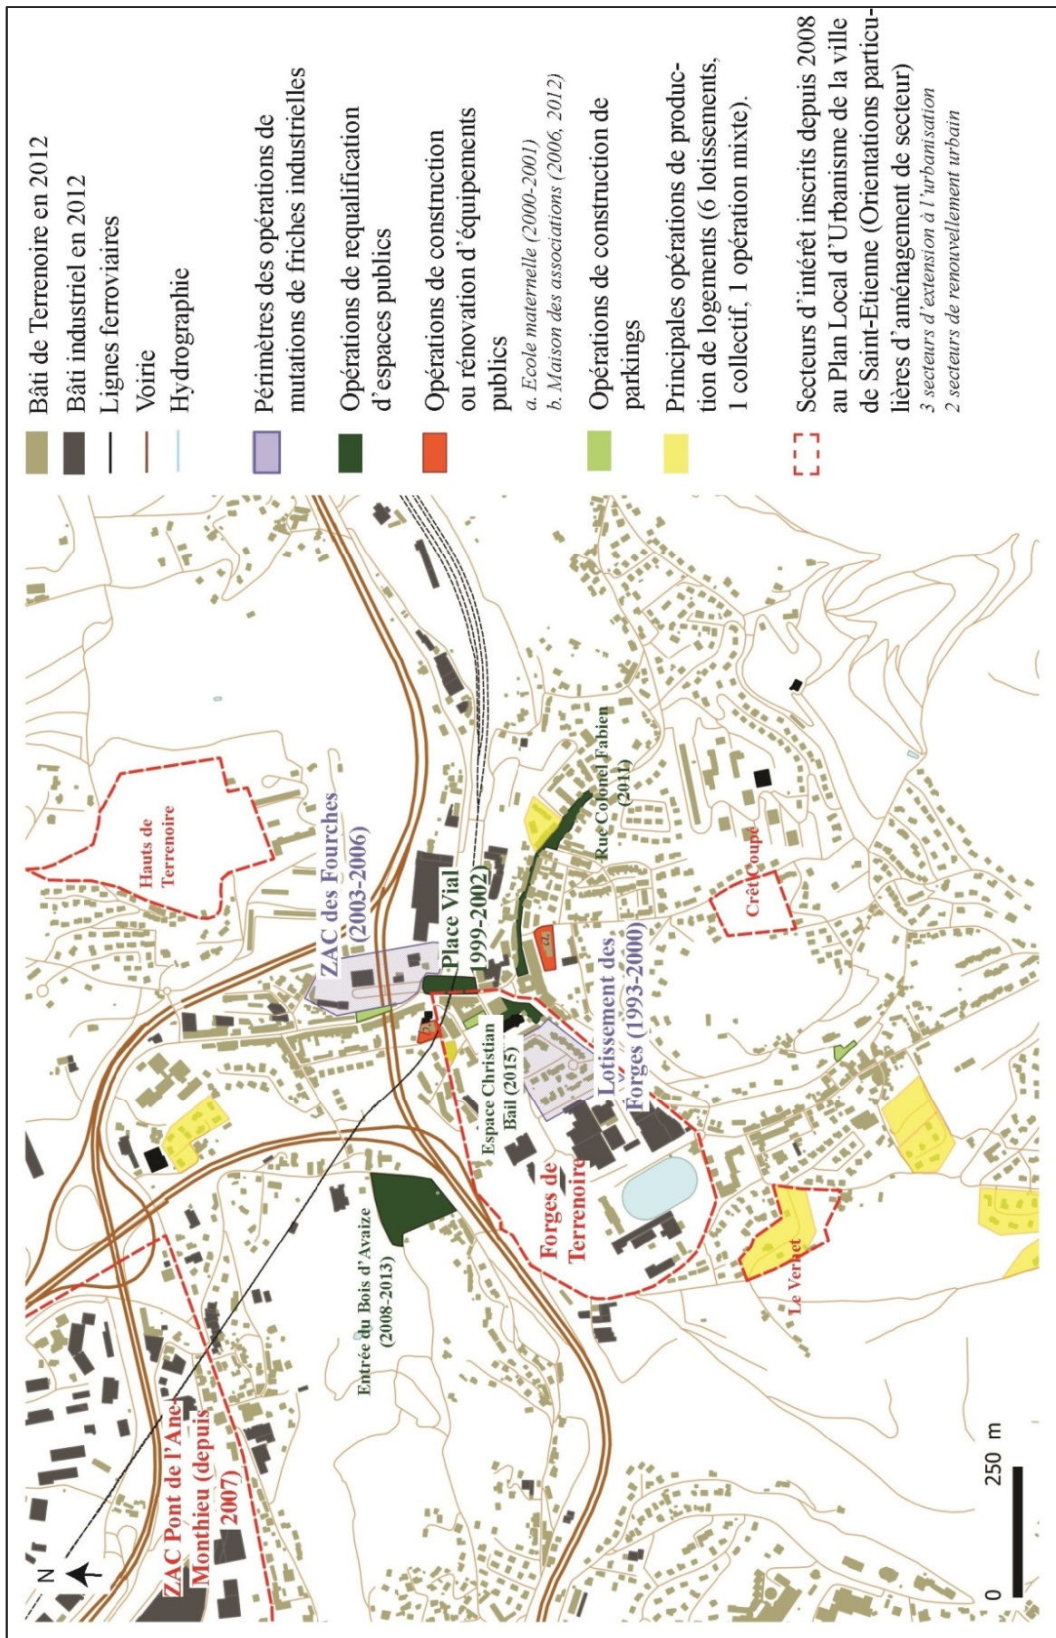 N
ZAC Pont de l'Ane-
Monthieu (depuis
2007)
Entrée du Bois d'Avaize
(2008-2013)
Hauts de
Terrenoire
ZAC des Fourches
(2003-2006)
Place Vial
(1999-2002)
Espace Christian
Bail (2015)
Rue Colonel Fabien
(2011)
Lotissement des
Forges (1993-2000)
Forges de
Terrenoire
Crêt Coupé
Le Vernet
0 250 m
Bâti de Terrenoire en 2012
Bâti industriel en 2012
Lignes ferroviaires
Voirie
Hydrographie
Périmètres des opérations de
mutations de friches industrielles
Opérations de requalification
d'espaces publics
Opérations de construction
ou rénovation d'équipements
publics
a. Ecole maternelle (2000-2001)
b. Maison des associations (2006, 2012)
Opérations de construction de
parkings
Principales opérations de produc-
tion de logements (6 lotissements,
1 collectif, 1 opération mixte).
Secteurs d'intérêt inscrits depuis 2008
au Plan Local d'Urbanisme de la ville
de Saint-Etienne (Orientations particu-
lières d'aménagement de secteur)
3 secteurs d'extension à l'urbanisation
2 secteurs de renouvellement urbain